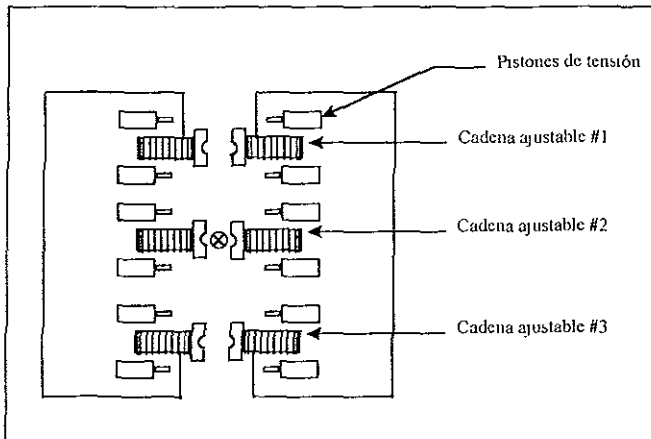 Pistones de tensión
Cadena ajustable #1
Cadena ajustable #2
Cadena ajustable #3